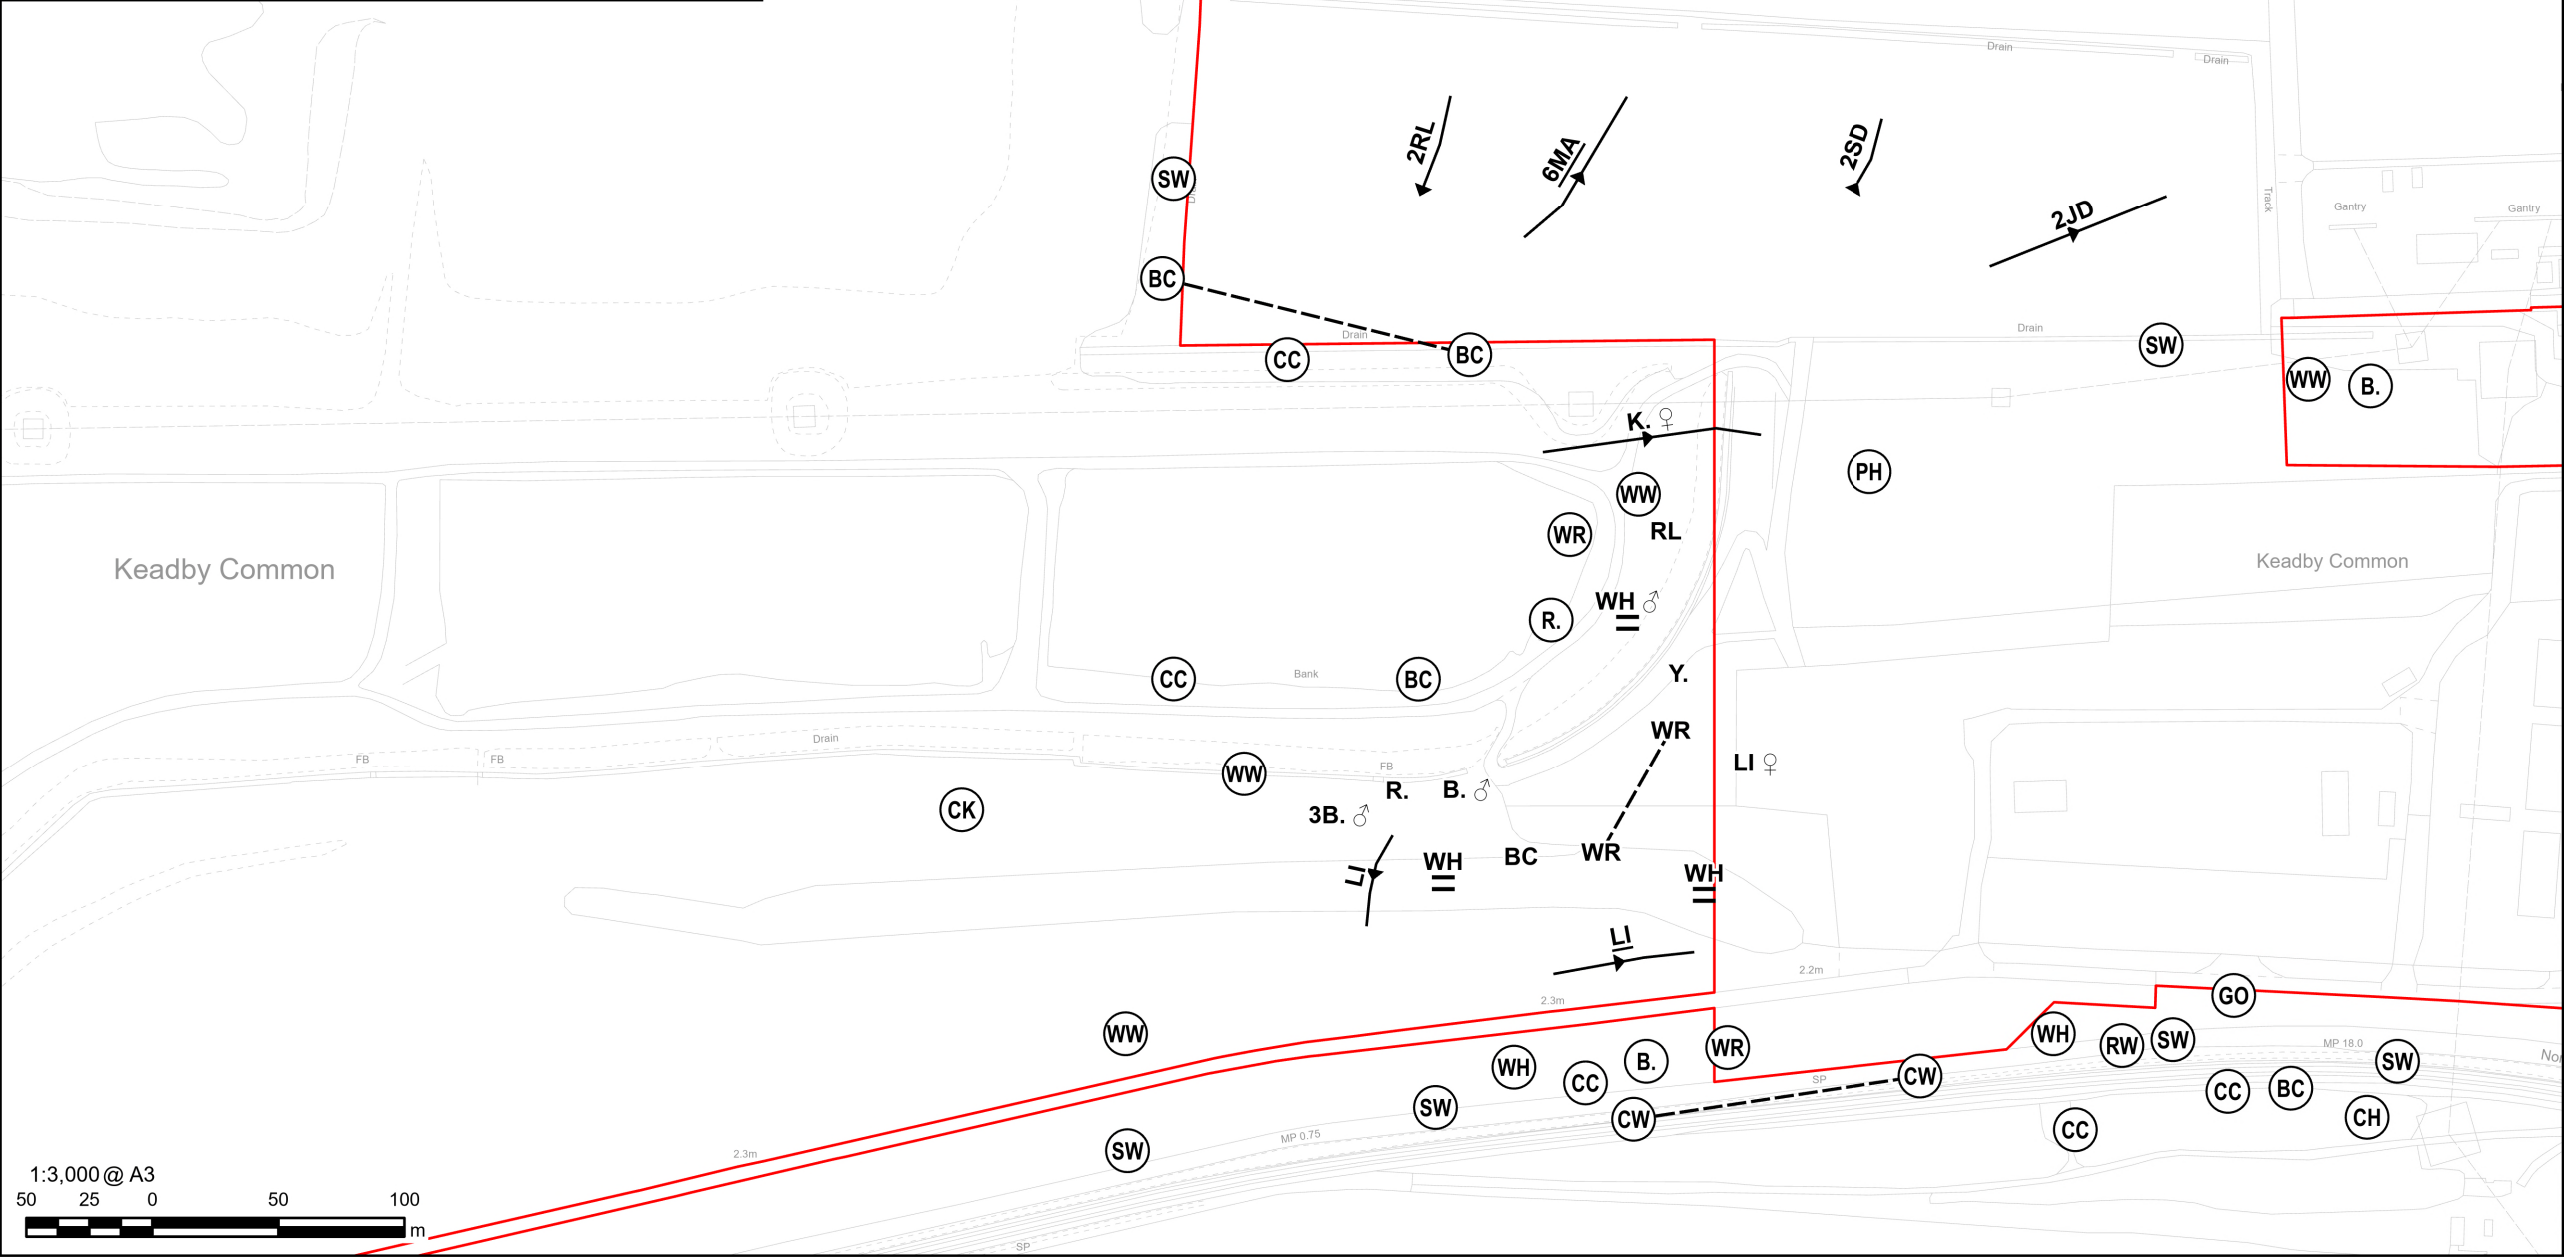 Drain
Drain
2RL
6MA
2SD
SW
Track
Gantry
Gantry
2JD
BC
Drain
Drain
CC
BC
SW
WW
B.
K. ♀
PH
WW
WR
RL
Keadby Common
Keadby Common
R.
WH ♂
CC
Bank
BC
Y.
Drain
WR
FB
FB
FB
LI ♀
WW
R.
B. ♂
CK
3B. ♂
LI
WH
BC
WR
WH
LI
2.2m
2.3m
GO
WW
WH
B.
WR
WH
RW
SW
MP 18.0
SW
CC
SP
CW
CC
BC
SW
CW
CH
MP 0.75
CC
SW
2.3m
1:3,000 @ A3
50 25 0 50 100
m
SP